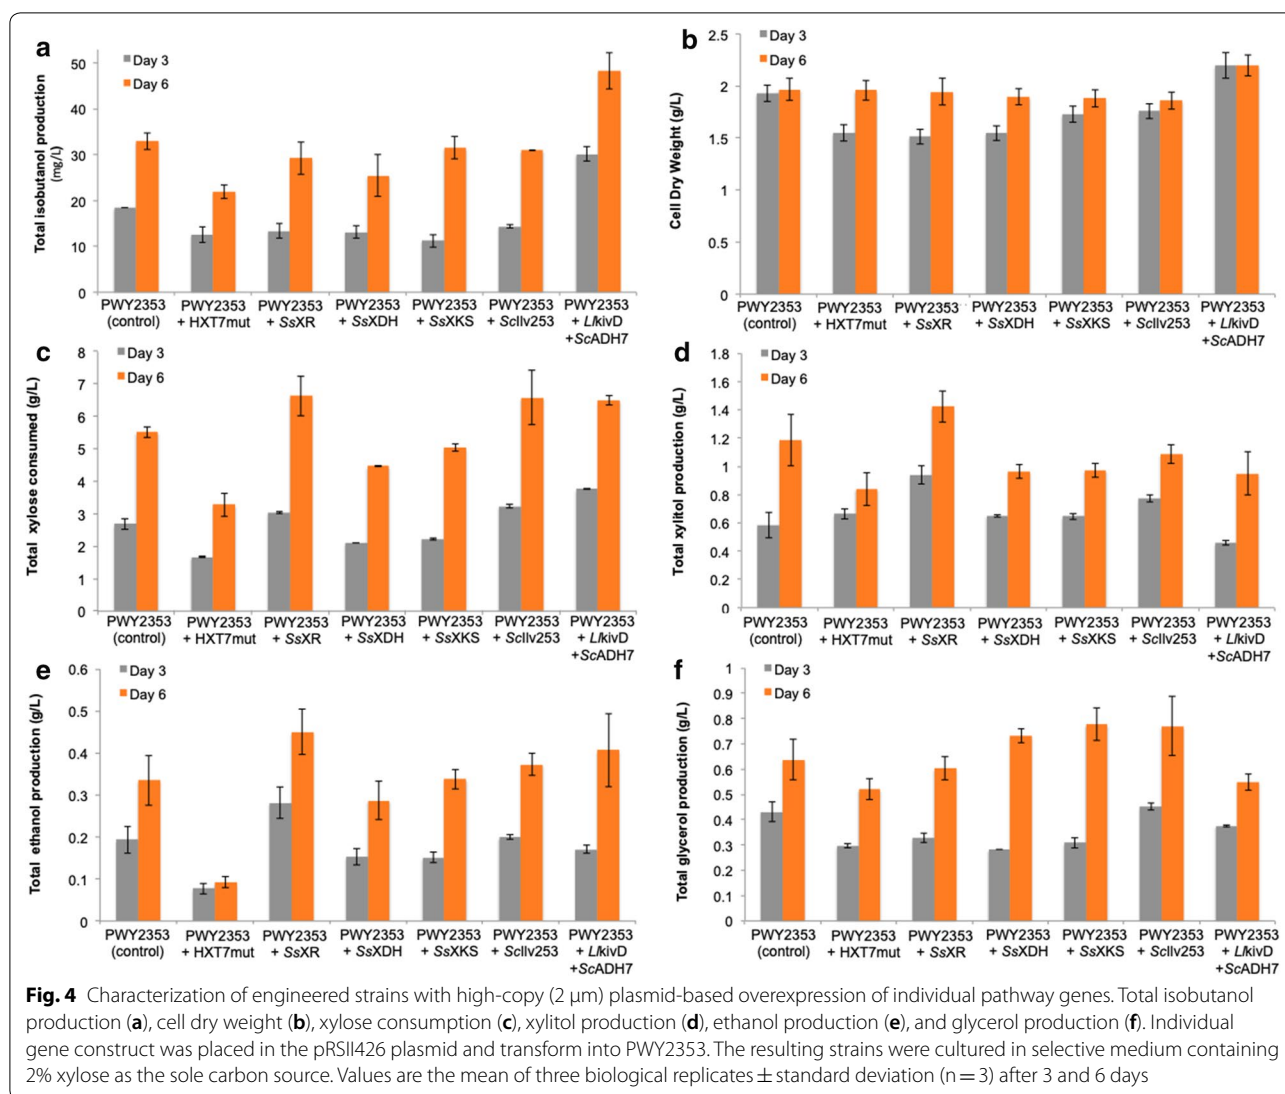 a
Day 3
Day 6
Total isobutanol production
(mg/L)
50
40
30
20
10
0
PWY2353
(control)
PWY2353
+ HXT7mut
PWY2353
+ SsXR
PWY2353
+ SsXDH
PWY2353
+ SsXKS
PWY2353
+ ScIlv253
PWY2353
+ LlkivD
+ScADH7
b
Day 3
Day 6
Cell Dry Weight (g/L)
2.5
2
1.5
1
0.5
0
PWY2353
(control)
PWY2353
+ HXT7mut
PWY2353
+ SsXR
PWY2353
+ SsXDH
PWY2353
+ SsXKS
PWY2353
+ ScIlv253
PWY2353
+ LlkivD
+ScADH7
c
Day 3
Day 6
Total xylose consumed (g/L)
8
7
6
5
4
3
2
1
0
PWY2353
(control)
PWY2353
+ HXT7mut
PWY2353
+ SsXR
PWY2353
+ SsXDH
PWY2353
+ SsXKS
PWY2353
+ ScIlv253
PWY2353
+ LlkivD
+ScADH7
d
Day 3
Day 6
Total xylitol production (g/L)
1.8
1.6
1.4
1.2
1
0.8
0.6
0.4
0.2
0
PWY2353
(control)
PWY2353
+ HXT7mut
PWY2353
+ SsXR
PWY2353
+ SsXDH
PWY2353
+ SsXKS
PWY2353
+ ScIlv253
PWY2353
+ LlkivD
+ScADH7
e
Day 3
Day 6
Total ethanol production (g/L)
0.6
0.5
0.4
0.3
0.2
0.1
0
PWY2353
(control)
PWY2353
+ HXT7mut
PWY2353
+ SsXR
PWY2353
+ SsXDH
PWY2353
+ SsXKS
PWY2353
+ ScIlv253
PWY2353
+ LlkivD
+ScADH7
f
Day 3
Day 6
Total glycerol production (g/L)
1
0.9
0.8
0.7
0.6
0.5
0.4
0.3
0.2
0.1
0
PWY2353
(control)
PWY2353
+ HXT7mut
PWY2353
+ SsXR
PWY2353
+ SsXDH
PWY2353
+ SsXKS
PWY2353
+ ScIlv253
PWY2353
+ LlkivD
+ScADH7
Fig. 4 Characterization of engineered strains with high-copy (2 μm) plasmid-based overexpression of individual pathway genes. Total isobutanol
production (a), cell dry weight (b), xylose consumption (c), xylitol production (d), ethanol production (e), and glycerol production (f). Individual
gene construct was placed in the pRSII426 plasmid and transform into PWY2353. The resulting strains were cultured in selective medium containing
2% xylose as the sole carbon source. Values are the mean of three biological replicates ± standard deviation (n = 3) after 3 and 6 days